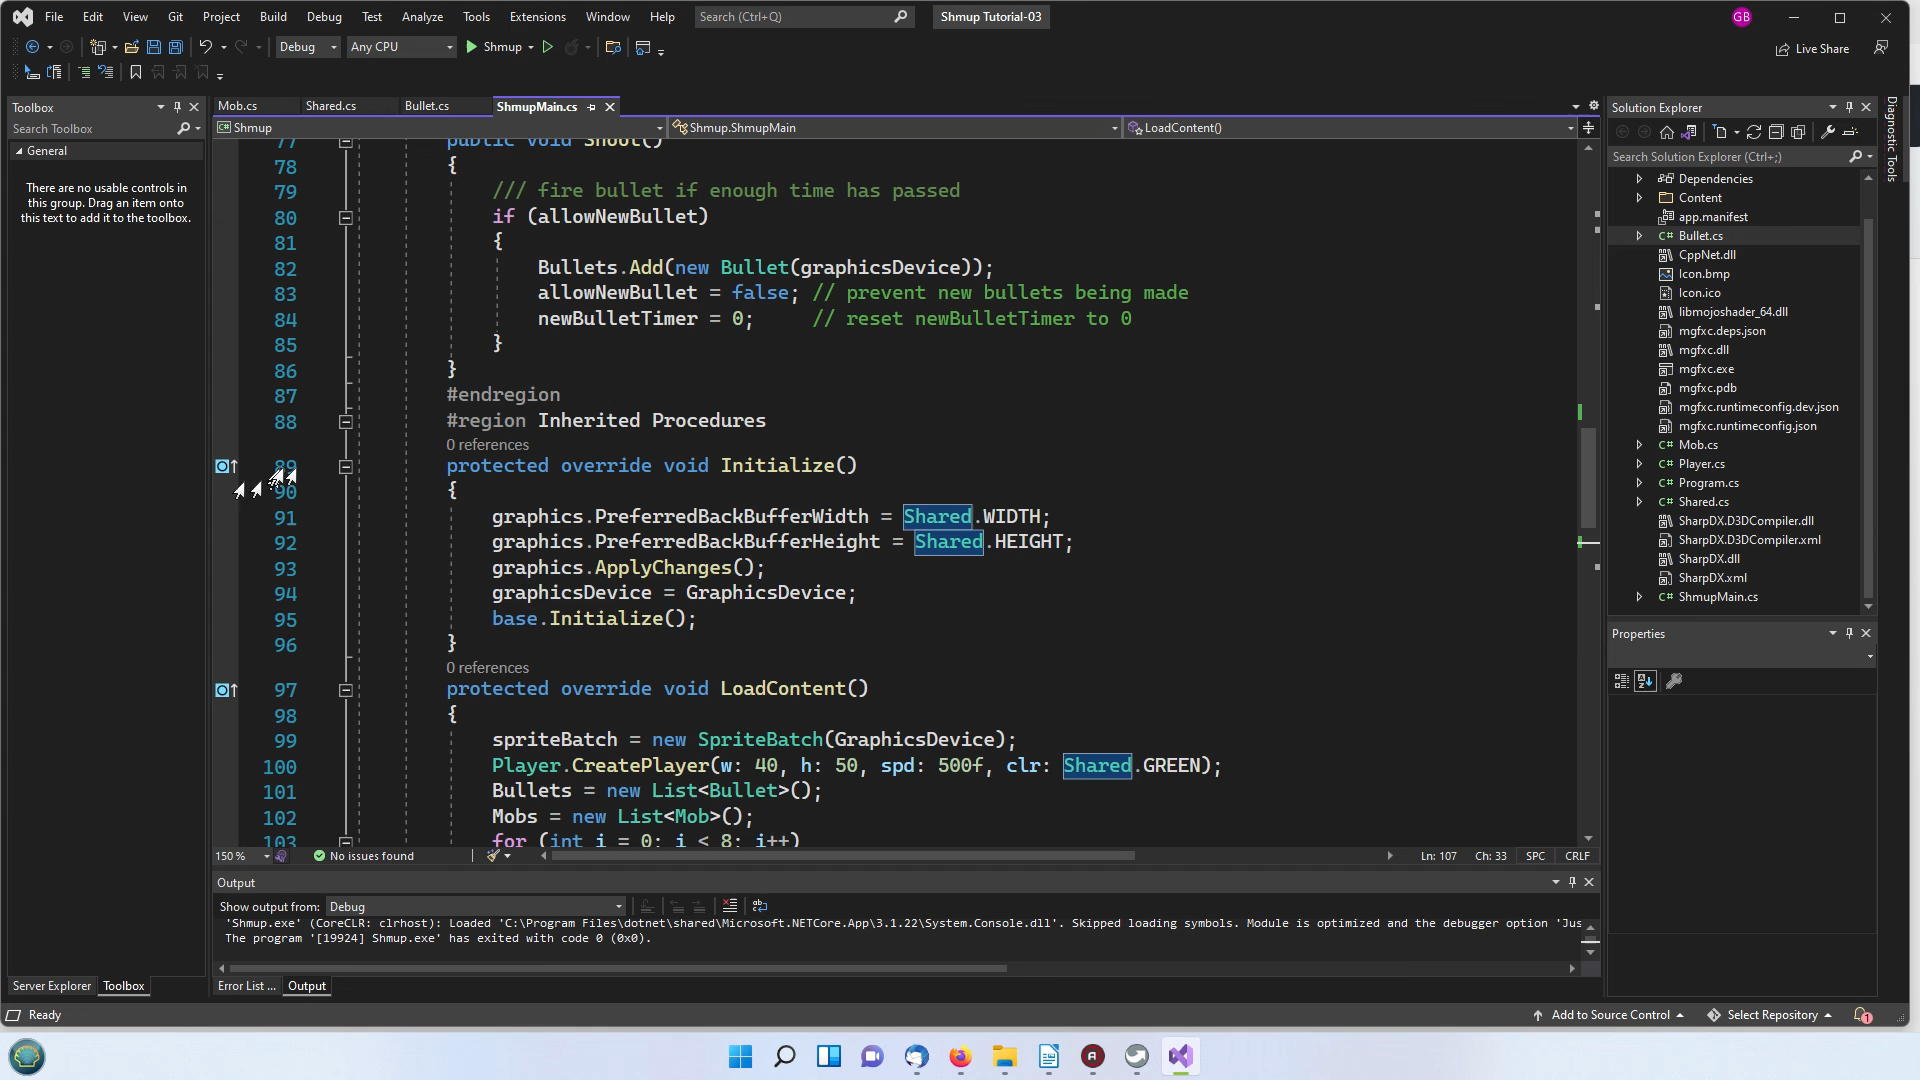 File Edit View Git Project Build Debug Test Analyze Tools Extensions Window Help Search (Ctrl+Q) Shmup Tutorial-03 GB
Debug Any CPU Shmup Live Share
Toolbox
Search Toolbox
General
There are no usable controls in
this group. Drag an item onto
this text to add it to the toolbox.
Server Explorer Toolbox
Mob.cs Shared.cs Bullet.cs ShmupMain.cs
Shmup Shmup.ShmupMain LoadContent()
77 public void Shoot()
78 {
79 /// fire bullet if enough time has passed
80 if (allowNewBullet)
81 {
82 Bullets.Add(new Bullet(graphicsDevice));
83 allowNewBullet = false; // prevent new bullets being made
84 newBulletTimer = 0; // reset newBulletTimer to 0
85 }
86 }
87 #endregion
88 #region Inherited Procedures
0 references
89 protected override void Initialize()
90 {
91 graphics.PreferredBackBufferWidth = Shared.WIDTH;
92 graphics.PreferredBackBufferHeight = Shared.HEIGHT;
93 graphics.ApplyChanges();
94 graphicsDevice = GraphicsDevice;
95 base.Initialize();
96 }
0 references
97 protected override void LoadContent()
98 {
99 spriteBatch = new SpriteBatch(GraphicsDevice);
100 Player.CreatePlayer(w: 40, h: 50, spd: 500f, clr: Shared.GREEN);
101 Bullets = new List<Bullet>();
102 Mobs = new List<Mob>();
103 for (int i = 0; i < 8; i++)
150 % No issues found Ln: 107 Ch: 33 SPC CRLF
Output
Show output from: Debug
'Shmup.exe' (CoreCLR: clrhost): Loaded 'C:\Program Files\dotnet\shared\Microsoft.NETCore.App\3.1.22\System.Console.dll'. Skipped loading symbols. Module is optimized and the debugger option 'Jus
The program '[19924] Shmup.exe' has exited with code 0 (0x0).
Error List ... Output
Solution Explorer
Search Solution Explorer (Ctrl+;)
Dependencies
Content
app.manifest
C# Bullet.cs
CppNet.dll
Icon.bmp
Icon.ico
libmojoshader_64.dll
mgfxc.deps.json
mgfxc.dll
mgfxc.exe
mgfxc.pdb
mgfxc.runtimeconfig.dev.json
mgfxc.runtimeconfig.json
C# Mob.cs
C# Player.cs
C# Program.cs
C# Shared.cs
SharpDX.D3DCompiler.dll
SharpDX.D3DCompiler.xml
SharpDX.dll
SharpDX.xml
C# ShmupMain.cs
Properties
Diagnostic Tools
Ready Add to Source Control Select Repository 1